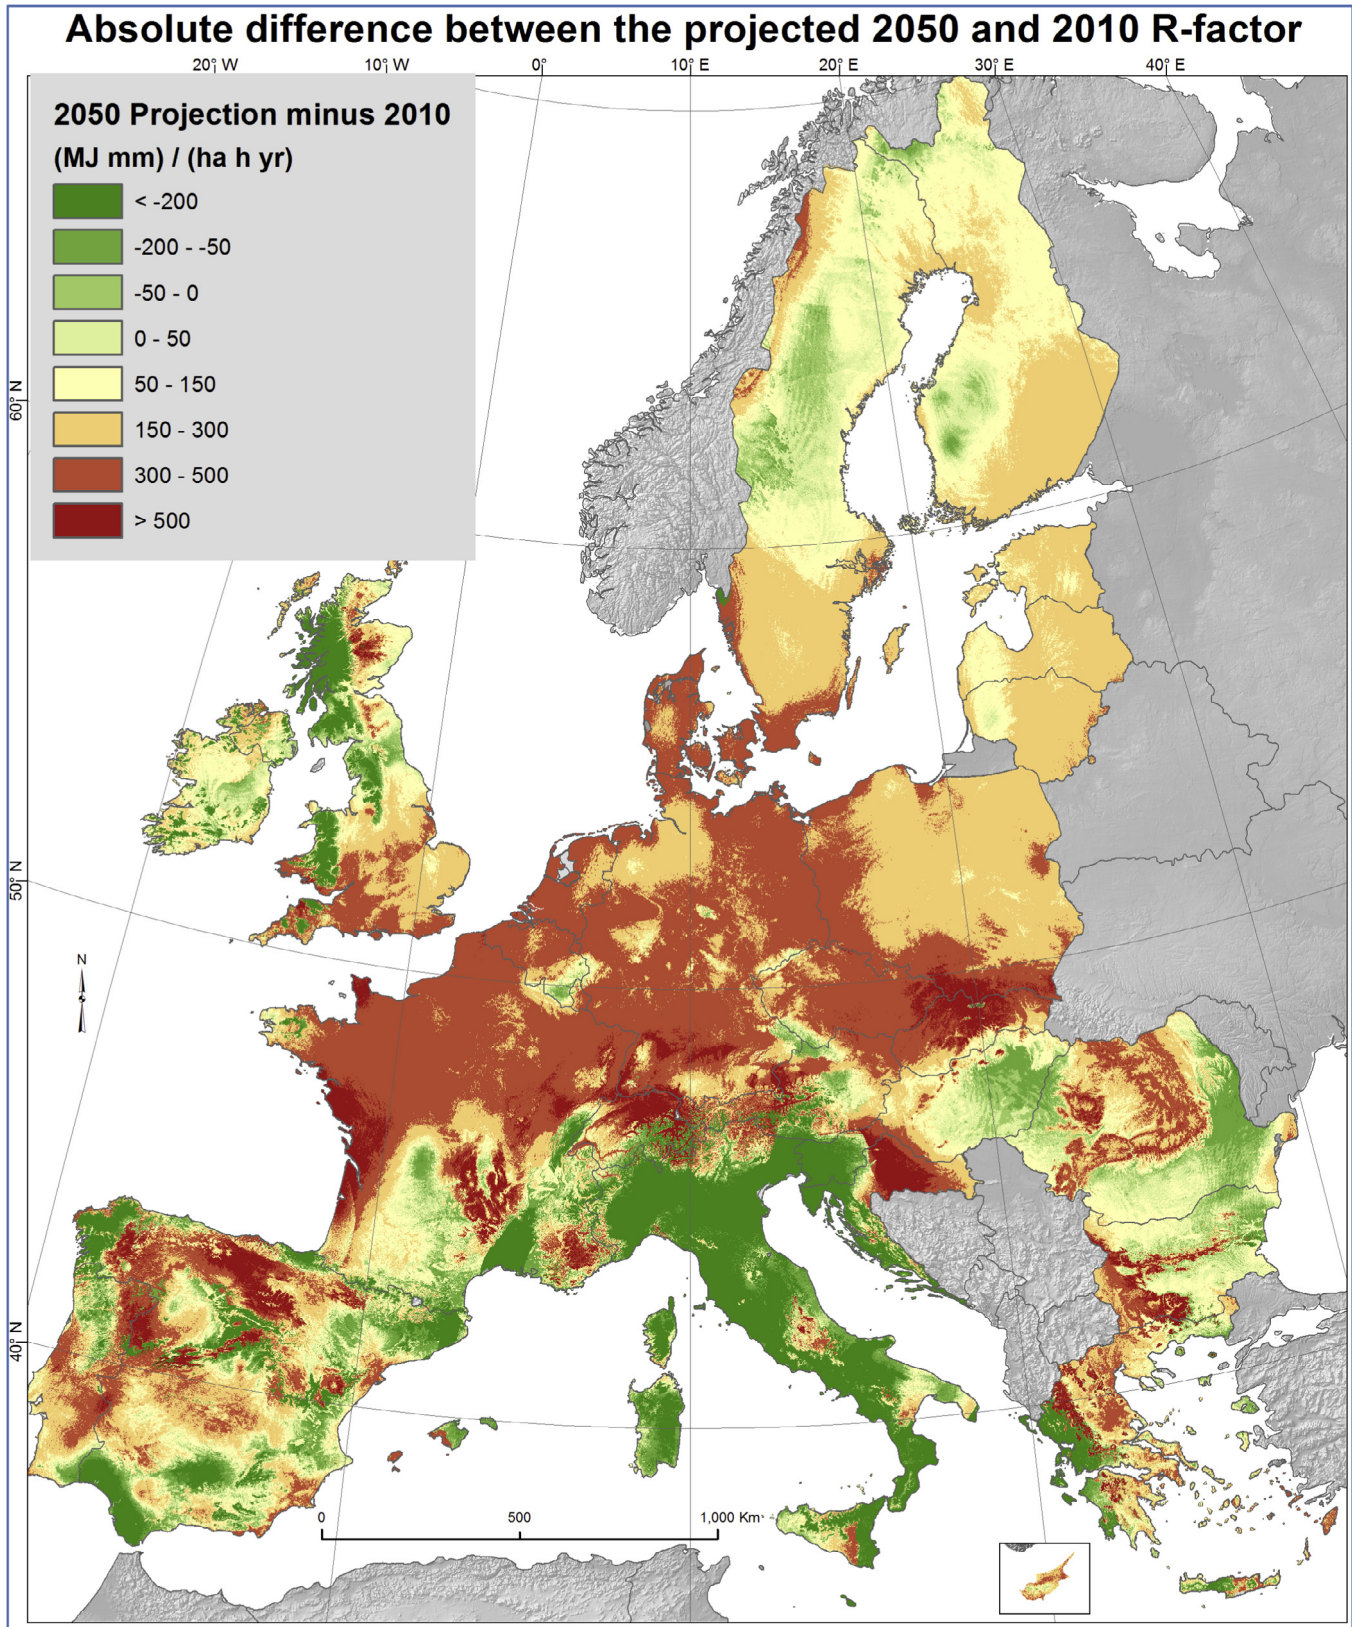 Absolute difference between the projected 2050 and 2010 R-factor
20° W 10° W 0° 10° E 20° E 30° E 40° E
2050 Projection minus 2010
(MJ mm) / (ha h yr)
< -200
-200 - -50
-50 - 0
0 - 50
50 - 150
150 - 300
300 - 500
> 500
60° N
50° N
N
40° N
0 500 1,000 Km